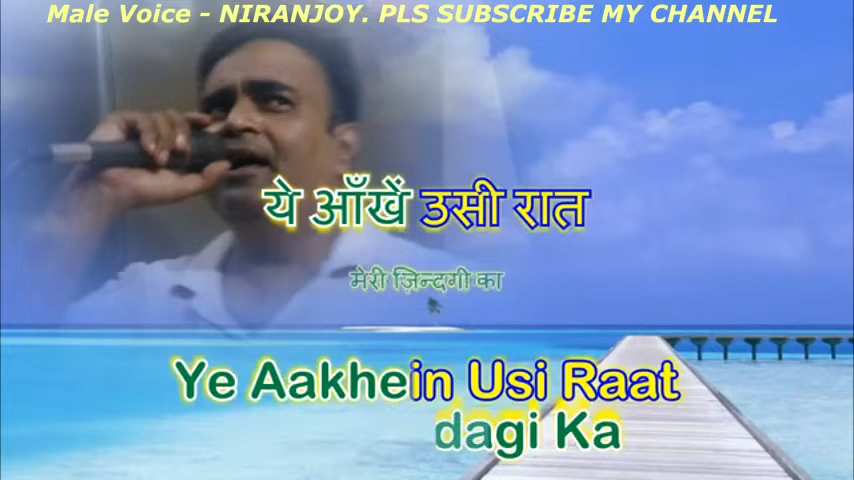 Male Voice - NIRANJOY. PLS SUBSCRIBE MY CHANNEL
ये आँखें उसी रात
मेरी ज़िन्दगी का
Ye Aakhein Usi Raat
dagi Ka